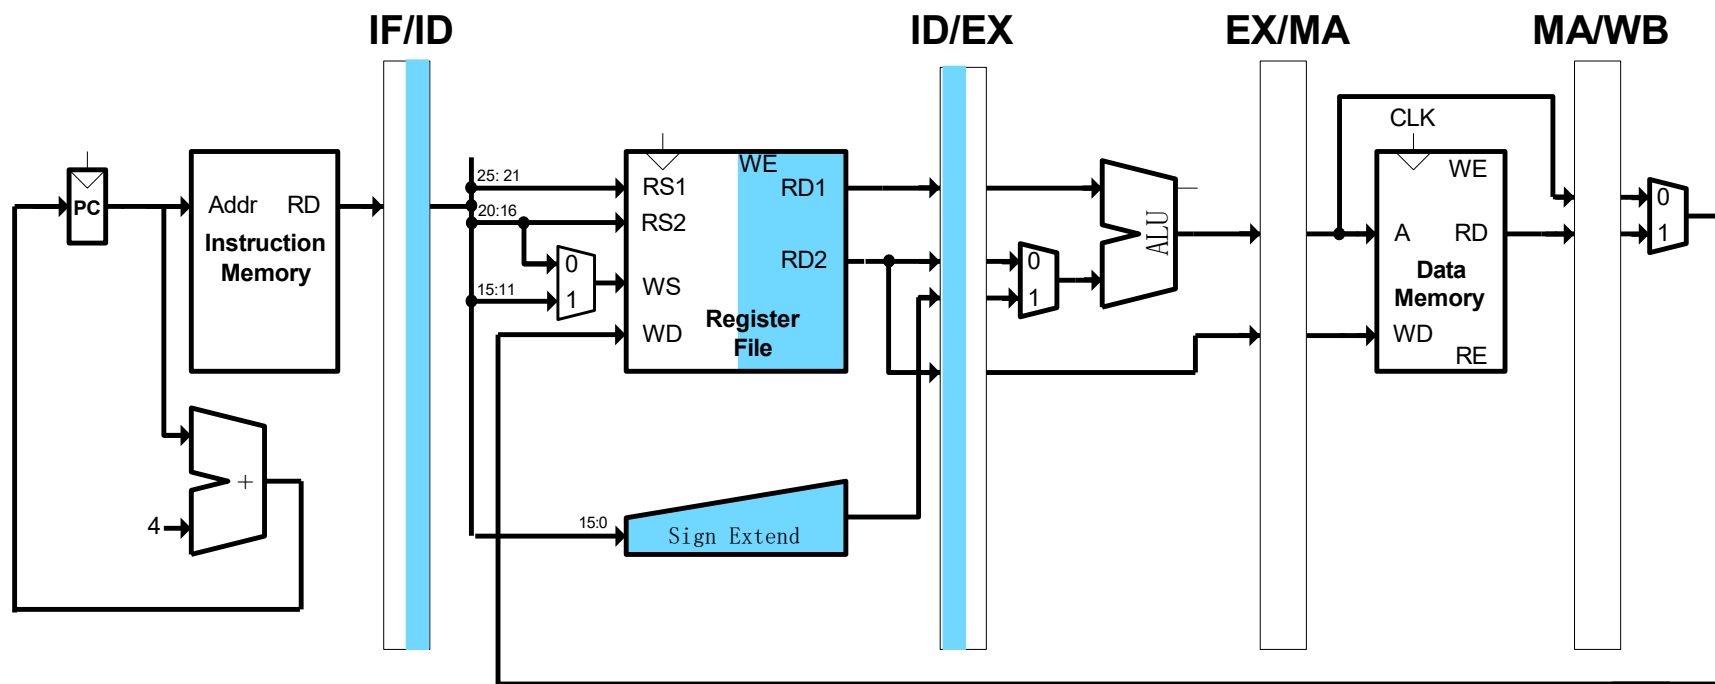 IF/ID
ID/EX
EX/MA
MA/WB
PC
Addr
RD
Instruction
Memory
4
+
25: 21
20:16
15:11
15:0
0
1
WE
RS1
RD1
RS2
RD2
WS
WD
Register
File
Sign Extend
0
1
ALU
CLK
WE
A
RD
Data
Memory
WD
RE
0
1